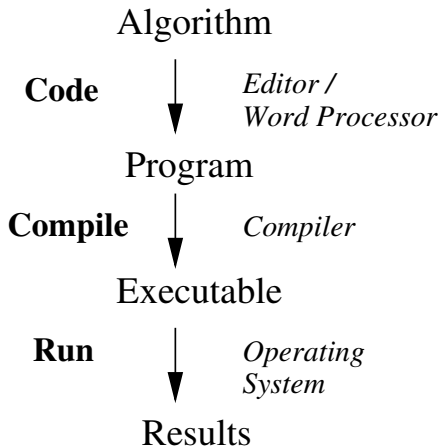 Algorithm
Code
Editor /
Word Processor
Program
Compile
Compiler
Executable
Run
Operating
System
Results